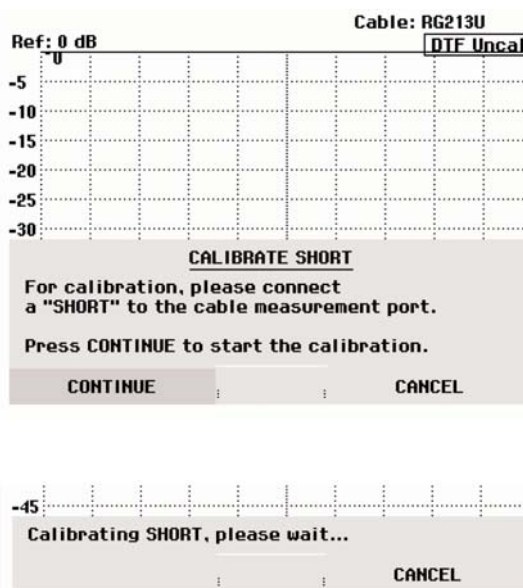 Cable: RG213U
Ref: 0 dB
DTF Uncal
-5
-10
-15
-20
-25
-30
CALIBRATE SHORT
For calibration, please connect
a "SHORT" to the cable measurement port.
Press CONTINUE to start the calibration.
CONTINUE CANCEL
-45
Calibrating SHORT, please wait...
CANCEL